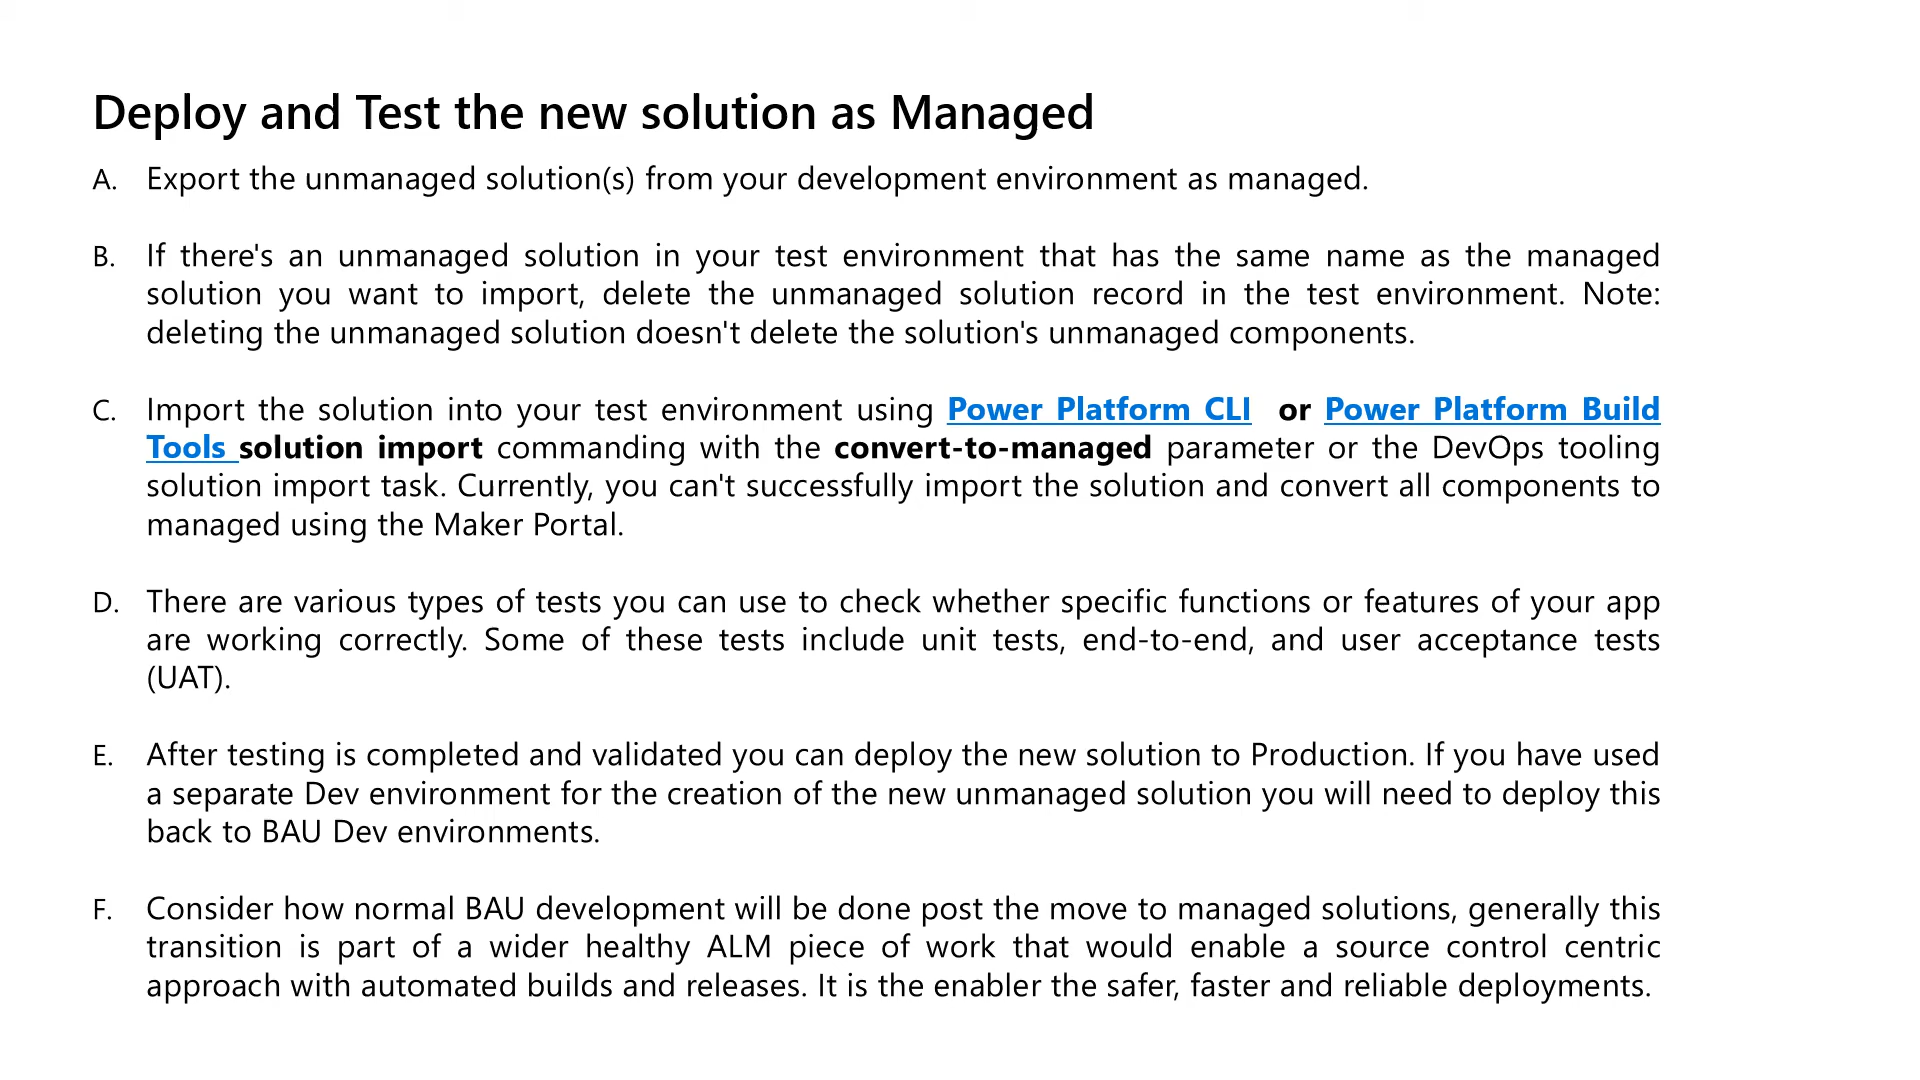 Deploy and Test the new solution as Managed
A. Export the unmanaged solution(s) from your development environment as managed.
B. If there's an unmanaged solution in your test environment that has the same name as the managed
solution you want to import, delete the unmanaged solution record in the test environment. Note:
deleting the unmanaged solution doesn't delete the solution's unmanaged components.
C. Import the solution into your test environment using Power Platform CLI or Power Platform Build
Tools solution import commanding with the convert-to-managed parameter or the DevOps tooling
solution import task. Currently, you can't successfully import the solution and convert all components to
managed using the Maker Portal.
D. There are various types of tests you can use to check whether specific functions or features of your app
are working correctly. Some of these tests include unit tests, end-to-end, and user acceptance tests
(UAT).
E. After testing is completed and validated you can deploy the new solution to Production. If you have used
a separate Dev environment for the creation of the new unmanaged solution you will need to deploy this
back to BAU Dev environments.
F. Consider how normal BAU development will be done post the move to managed solutions, generally this
transition is part of a wider healthy ALM piece of work that would enable a source control centric
approach with automated builds and releases. It is the enabler the safer, faster and reliable deployments.